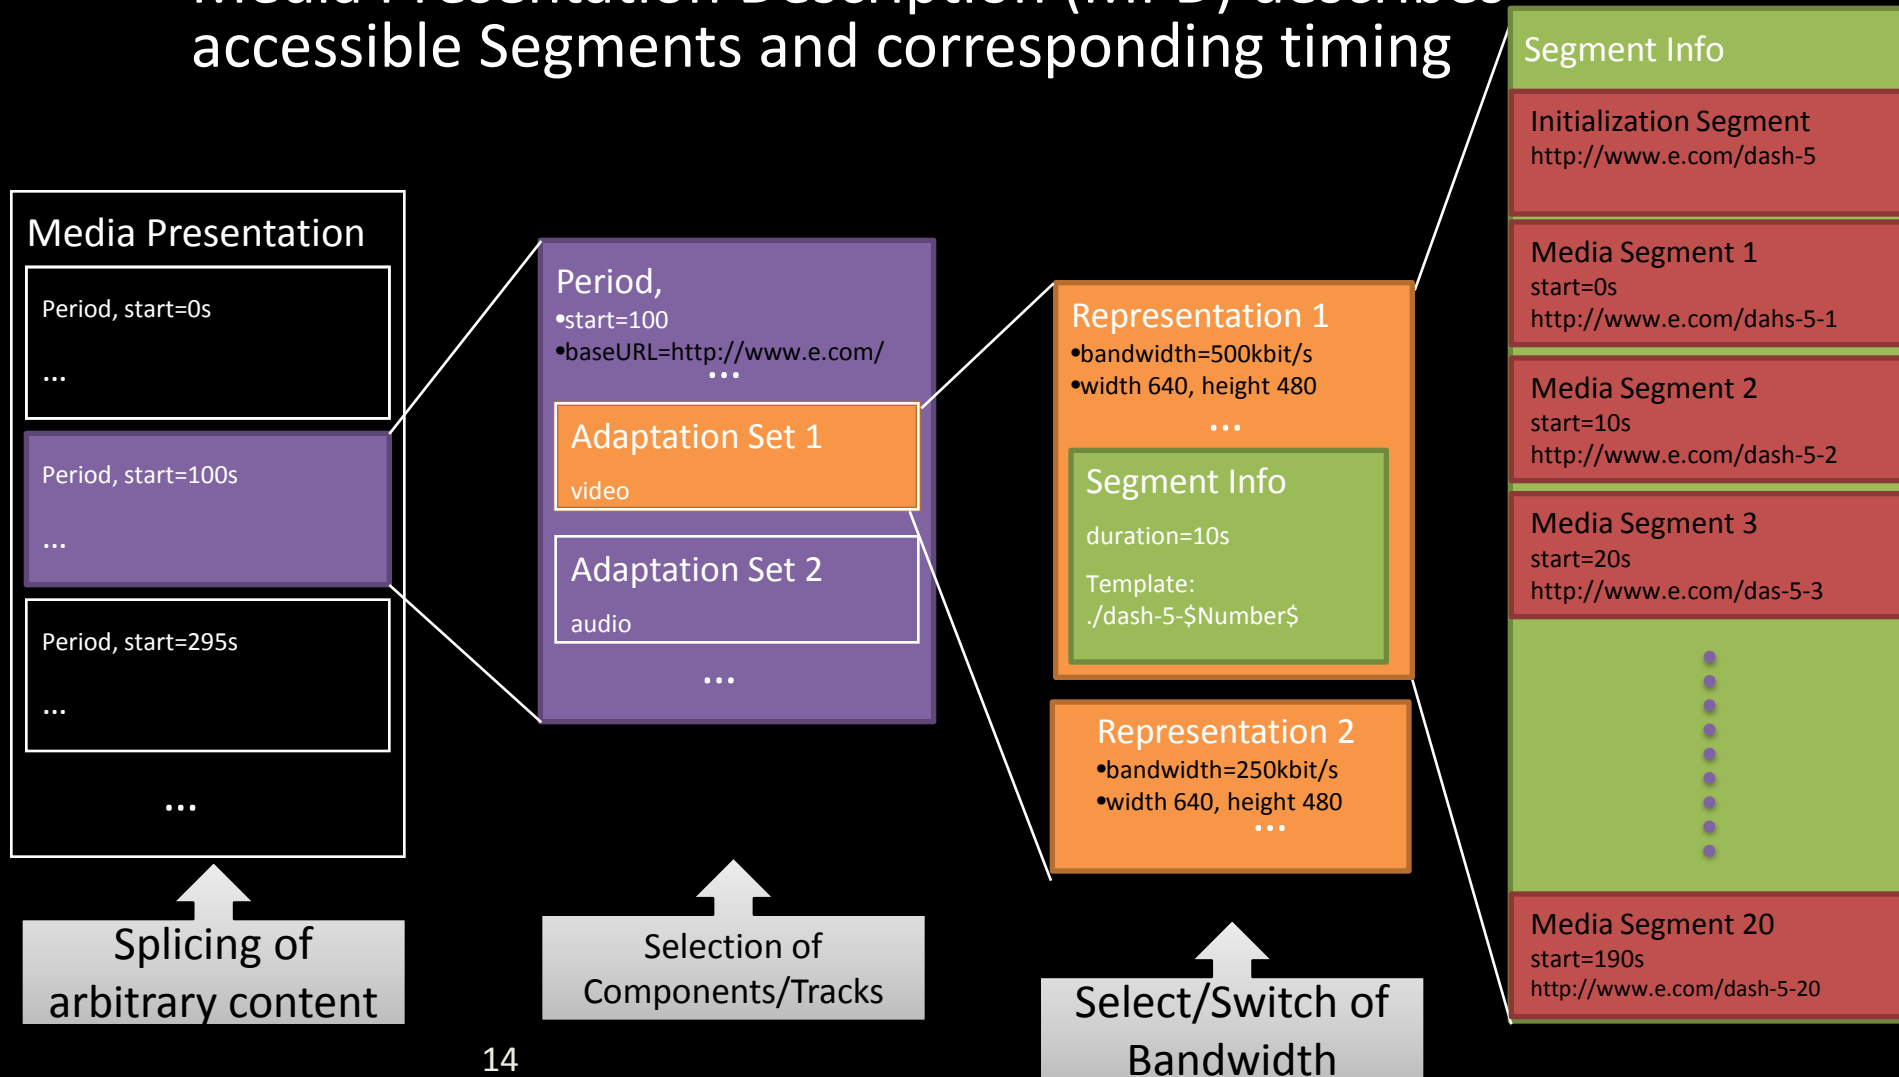 Media Presentation Description (MPD) describes
accessible Segments and corresponding timing
Media Presentation
Period, start=0s
...
Period, start=100s
...
Period, start=295s
...
...
Splicing of
arbitrary content
Period,
•start=100
•baseURL=http://www.e.com/
...
Adaptation Set 1
video
Adaptation Set 2
audio
...
Selection of
Components/Tracks
Representation 1
•bandwidth=500kbit/s
•width 640, height 480
...
Segment Info
duration=10s
Template:
./dash-5-$Number$
Representation 2
•bandwidth=250kbit/s
•width 640, height 480
...
Select/Switch of
Bandwidth
Segment Info
Initialization Segment
http://www.e.com/dash-5
Media Segment 1
start=0s
http://www.e.com/dahs-5-1
Media Segment 2
start=10s
http://www.e.com/dash-5-2
Media Segment 3
start=20s
http://www.e.com/das-5-3
Media Segment 20
start=190s
http://www.e.com/dash-5-20
14